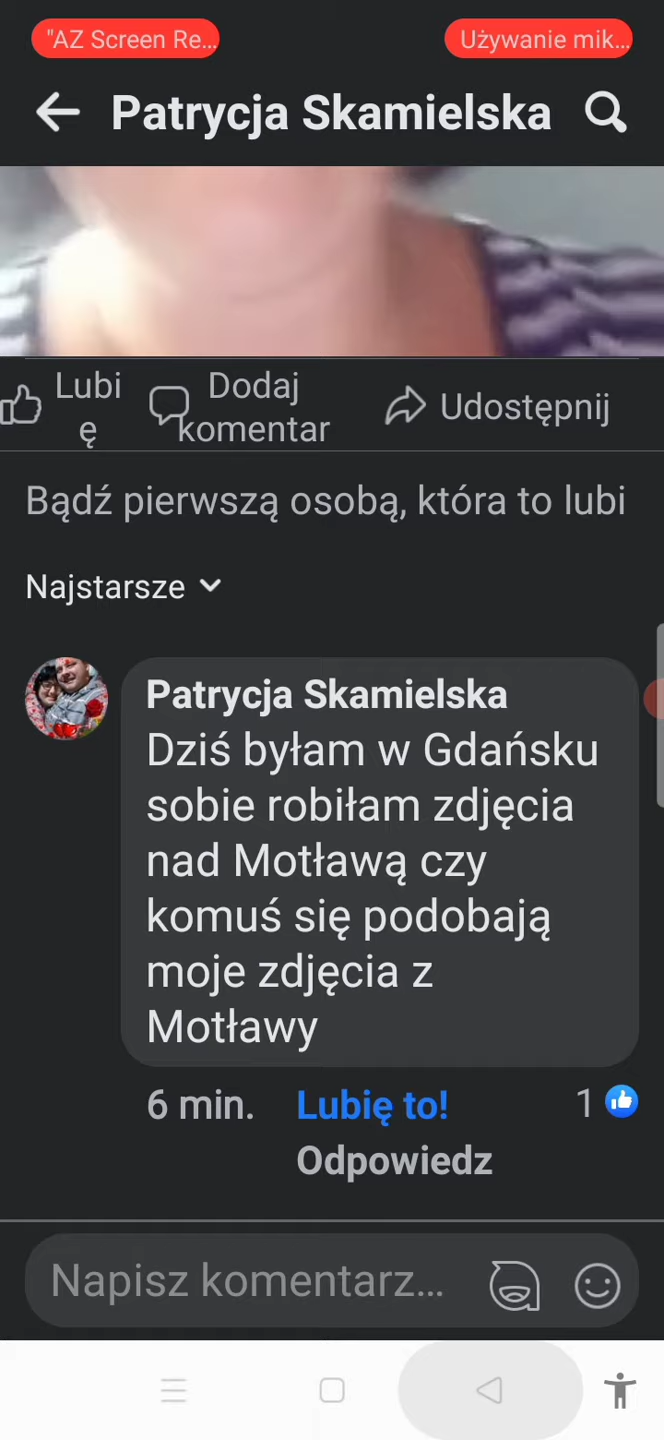 "AZ Screen Re...
Używanie mik...
Patrycja Skamielska
Lubi
ę
Dodaj
komentar
Udostępnij
Bądź pierwszą osobą, która to lubi
Najstarsze
Patrycja Skamielska
Dziś byłam w Gdańsku
sobie robiłam zdjęcia
nad Motławą czy
komuś się podobają
moje zdjęcia z
Motławy
6 min.
Lubię to!
1
Odpowiedz
Napisz komentarz...